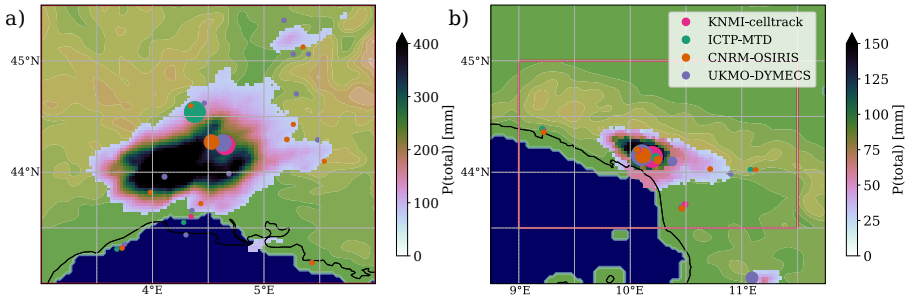 a)
45°N
44°N
4°E
5°E
400
300
200
100
0
P(total) [mm]
b)
KNMI-celltrack
ICTP-MTD
CNRM-OSIRIS
UKMO-DYMECS
45°N
44°N
9°E
10°E
11°E
150
125
100
75
50
25
0
P(total) [mm]